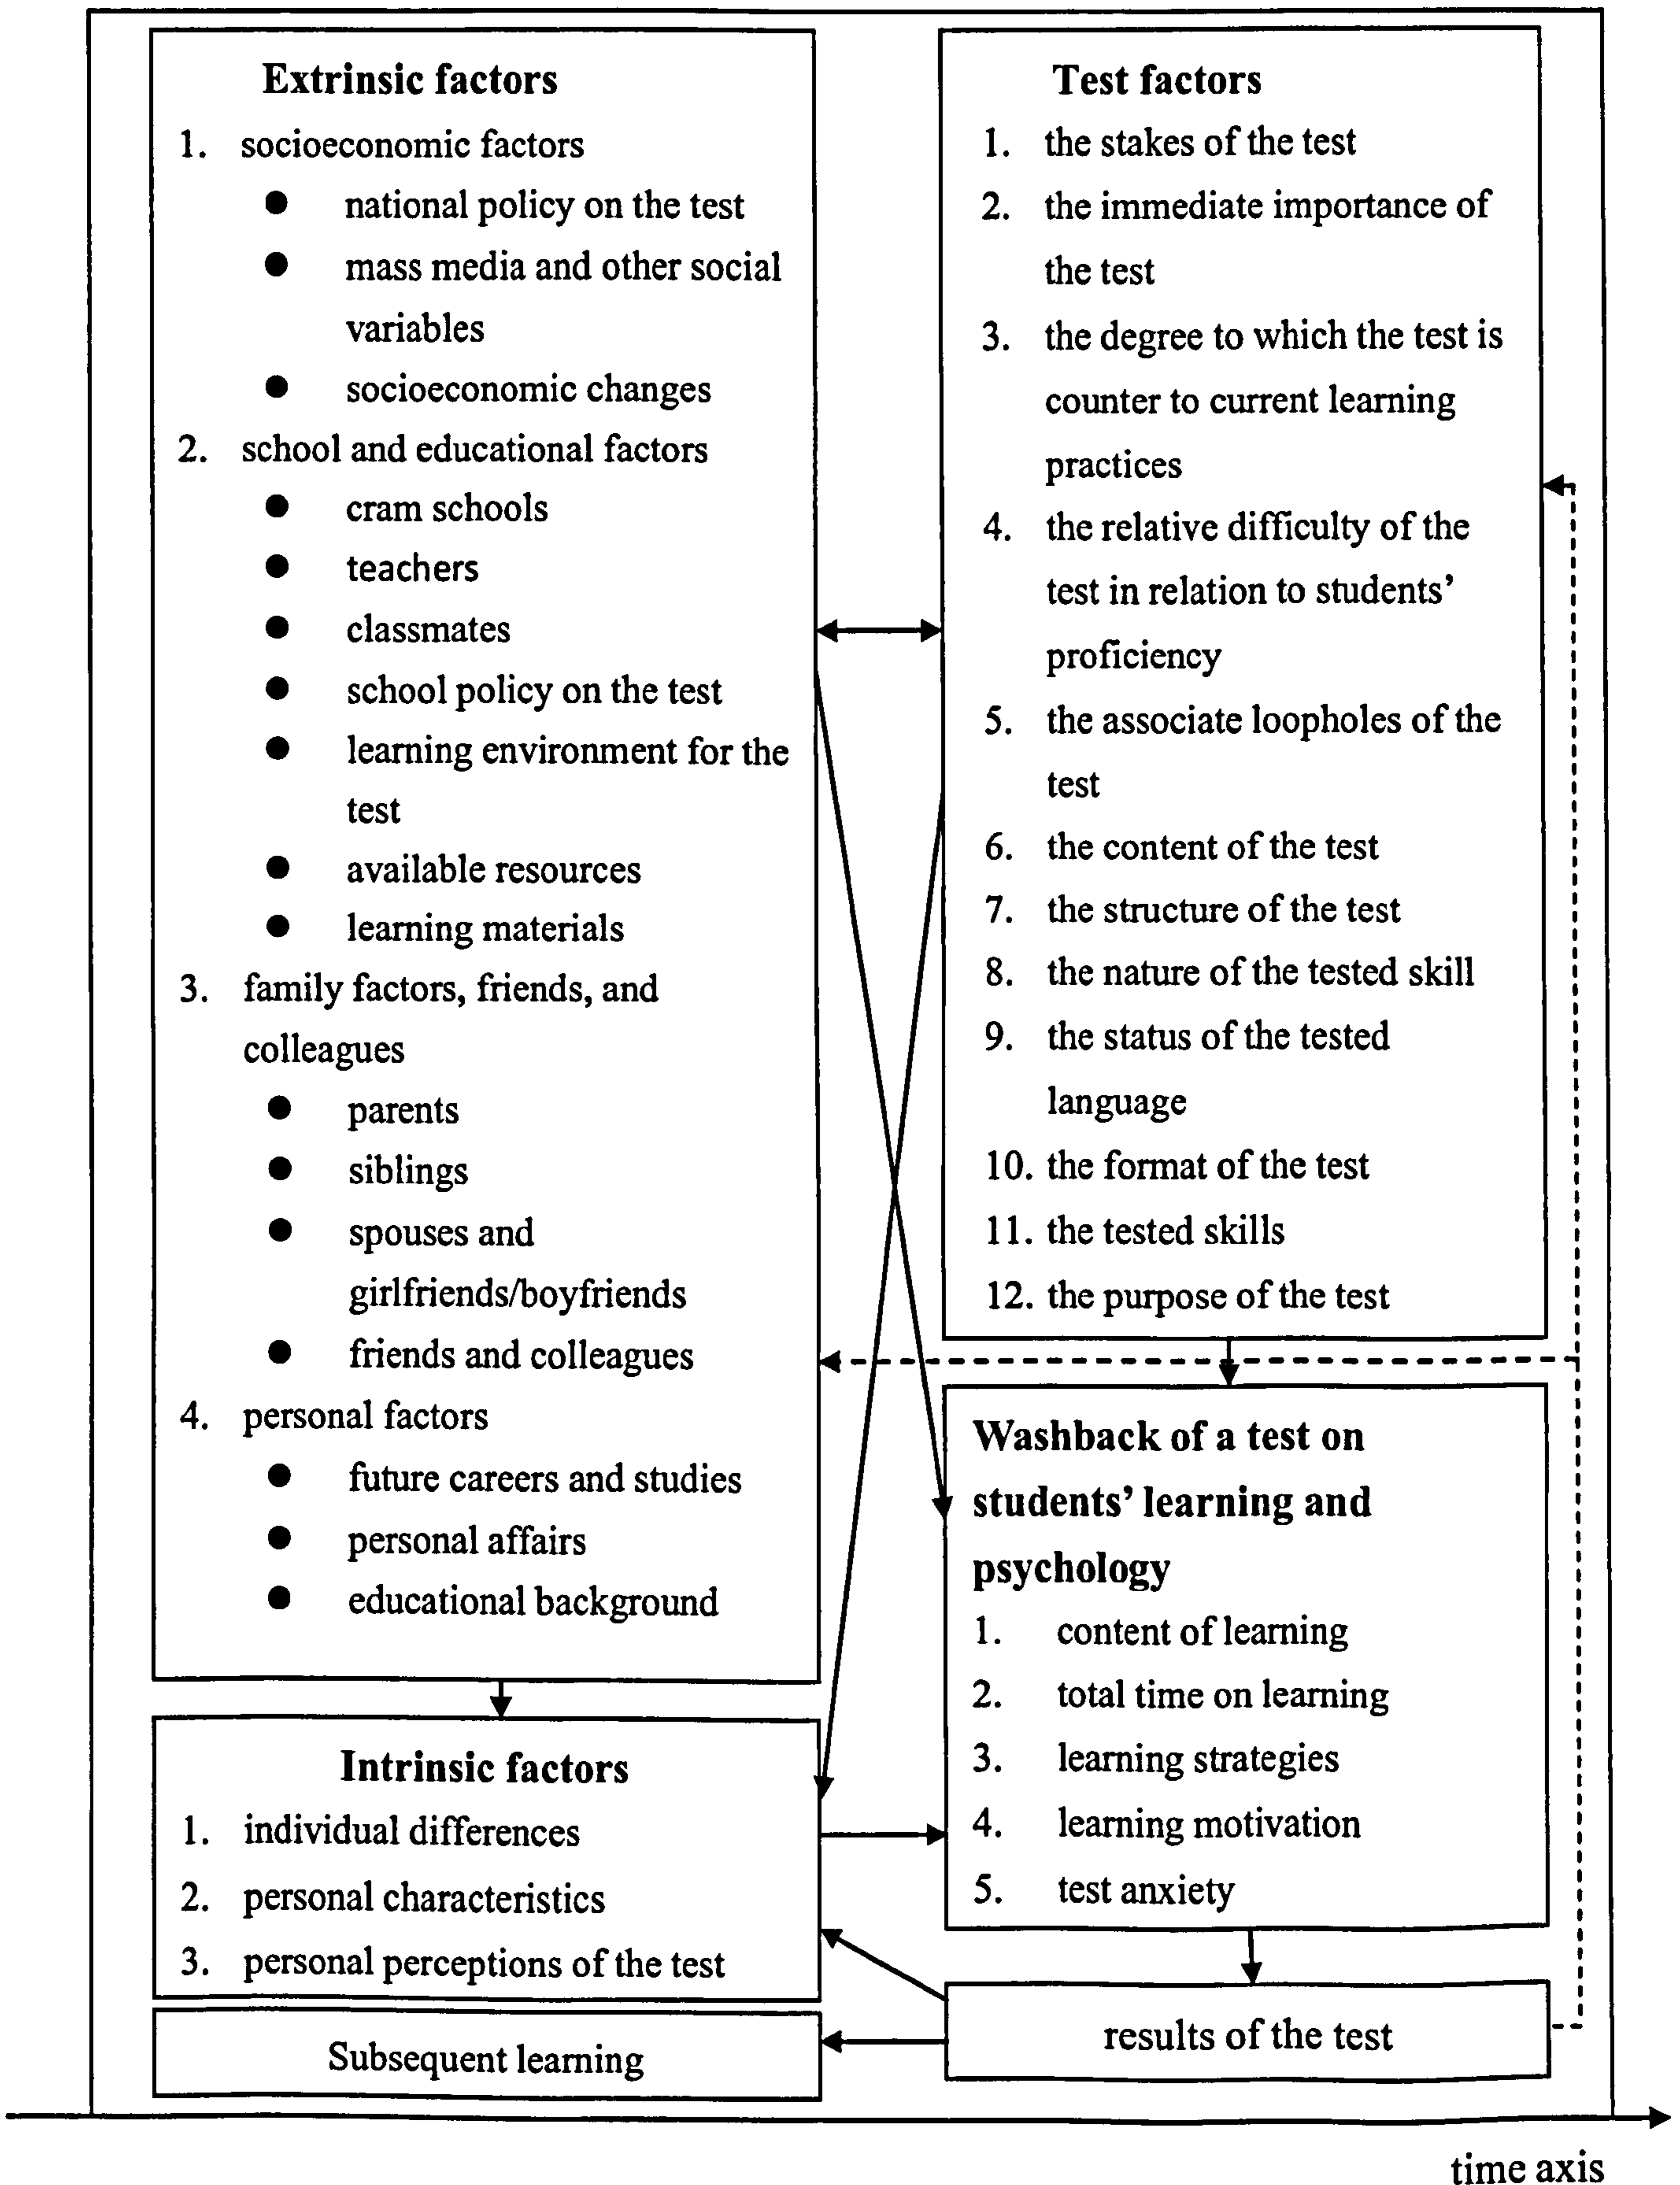 Extrinsic factors
1. socioeconomic factors
● national policy on the test
● mass media and other social
variables
● socioeconomic changes
2. school and educational factors
● cram schools
● teachers
● classmates
● school policy on the test
● learning environment for the
test
● available resources
● learning materials
3. family factors, friends, and
colleagues
● parents
● siblings
● spouses and
girlfriends/boyfriends
● friends and colleagues
4. personal factors
● future careers and studies
● personal affairs
● educational background
Test factors
1. the stakes of the test
2. the immediate importance of
the test
3. the degree to which the test is
counter to current learning
practices
4. the relative difficulty of the
test in relation to students'
proficiency
5. the associate loopholes of the
test
6. the content of the test
7. the structure of the test
8. the nature of the tested skill
9. the status of the tested
language
10. the format of the test
11. the tested skills
12. the purpose of the test
Intrinsic factors
1. individual differences
2. personal characteristics
3. personal perceptions of the test
Washback of a test on
students' learning and
psychology
1. content of learning
2. total time on learning
3. learning strategies
4. learning motivation
5. test anxiety
results of the test
Subsequent learning
time axis